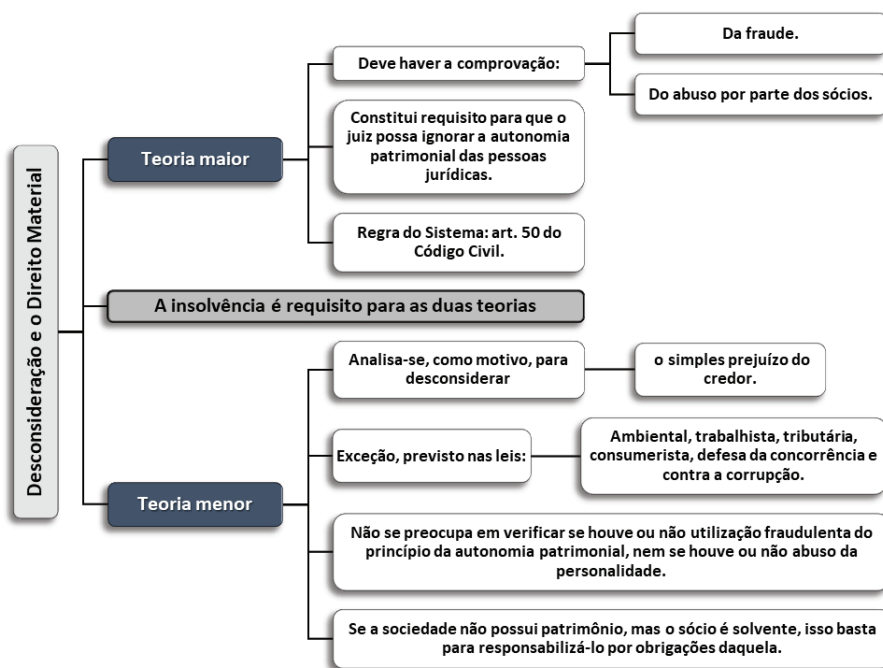 Desconsideração e o Direito Material
Teoria maior
Deve haver a comprovação:
Da fraude.
Do abuso por parte dos sócios.
Constitui requisito para que o
juiz possa ignorar a autonomia
patrimonial das pessoas
jurídicas.
Regra do Sistema: art. 50 do
Código Civil.
A insolvência é requisito para as duas teorias
Teoria menor
Analisa-se, como motivo, para
desconsiderar
o simples prejuízo do
credor.
Exceção, previsto nas leis:
Ambiental, trabalhista, tributária,
consumerista, defesa da concorrência e
contra a corrupção.
Não se preocupa em verificar se houve ou não utilização fraudulenta do
princípio da autonomia patrimonial, nem se houve ou não abuso da
personalidade.
Se a sociedade não possui patrimônio, mas o sócio é solvente, isso basta
para responsabilizá-lo por obrigações daquela.